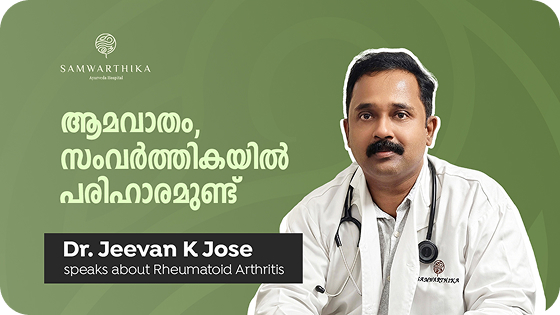 SAMWARTHIKA
Ayurveda Hospital
ആമവാതം,
സംവർത്തികയിൽ
പരിഹാരമുണ്ട്
Dr. Jeevan K Jose
speaks about Rheumatoid Arthritis
SAMWARTHIKA